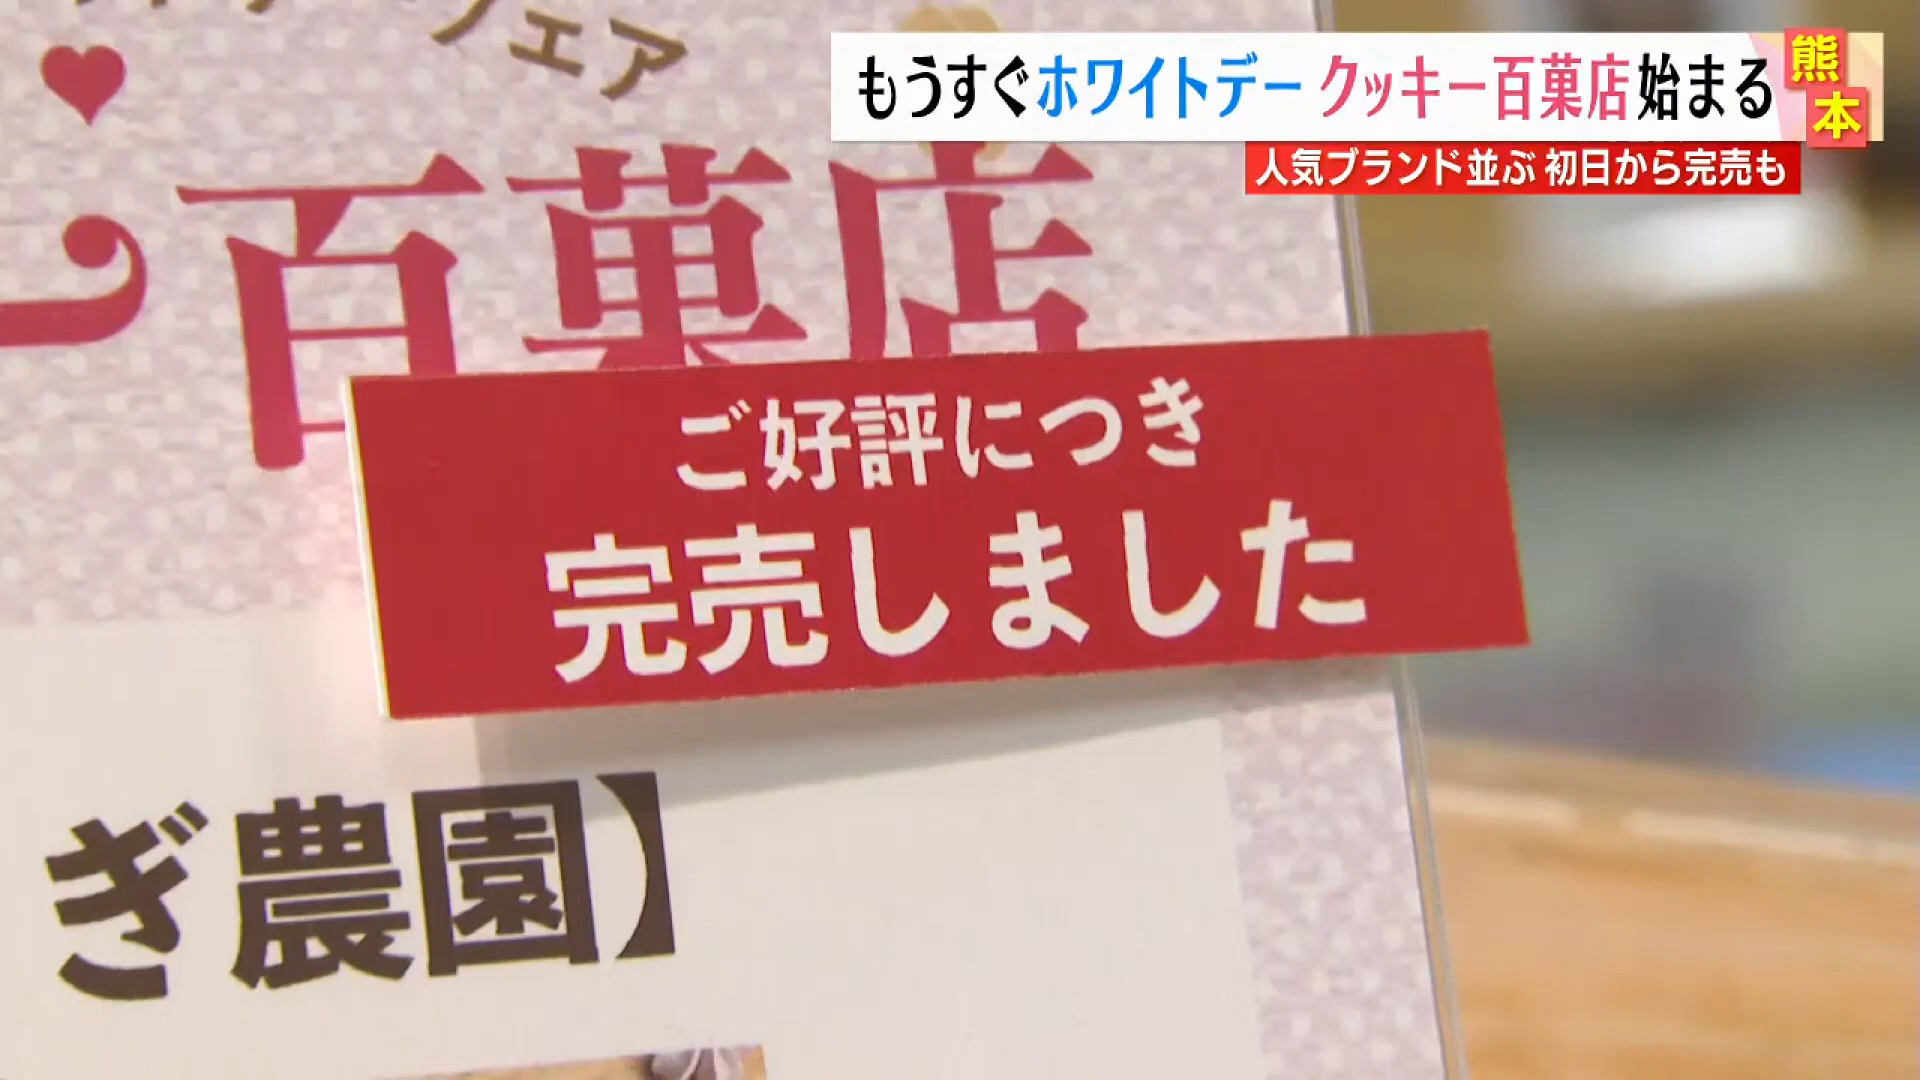 もうすぐホワイトデー クッキー百菓店始まる
熊本
人気ブランド並ぶ 初日から完売も
フェア
百菓店
ご好評につき
完売しました
ぎ農園】